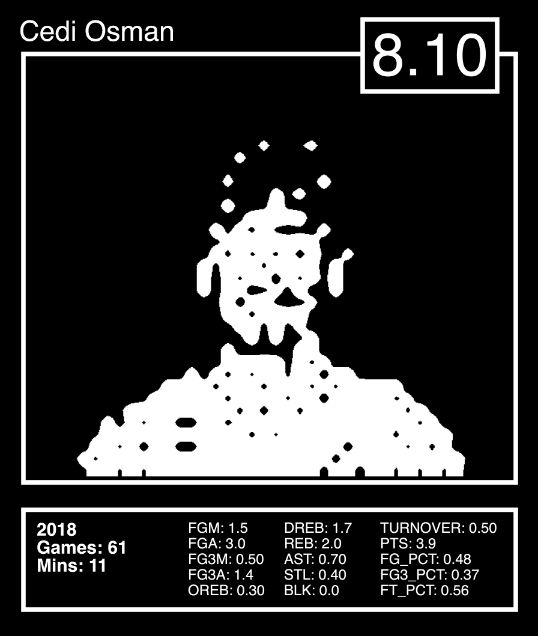 Cedi Osman
8.10
2018
Games: 61
Mins: 11
FGM: 1.5
FGA: 3.0
FG3M: 0.50
FG3A: 1.4
OREB: 0.30
DREB: 1.7
REB: 2.0
AST: 0.70
STL: 0.40
BLK: 0.0
TURNOVER: 0.50
PTS: 3.9
FG_PCT: 0.48
FG3_PCT: 0.37
FT_PCT: 0.56